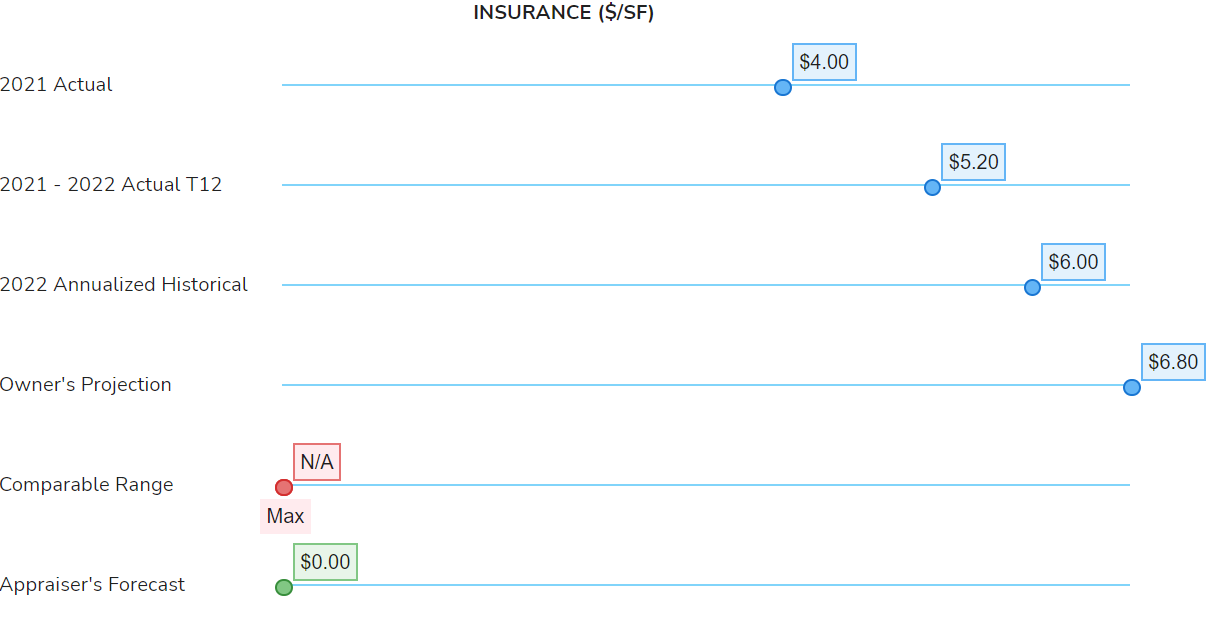 INSURANCE ($/SF)
$4.00
2021 Actual
$5.20
2021 - 2022 Actual T12
$6.00
2022 Annualized Historical
$6.80
Owner's Projection
N/A
Comparable Range
Max
$0.00
Appraiser's Forecast